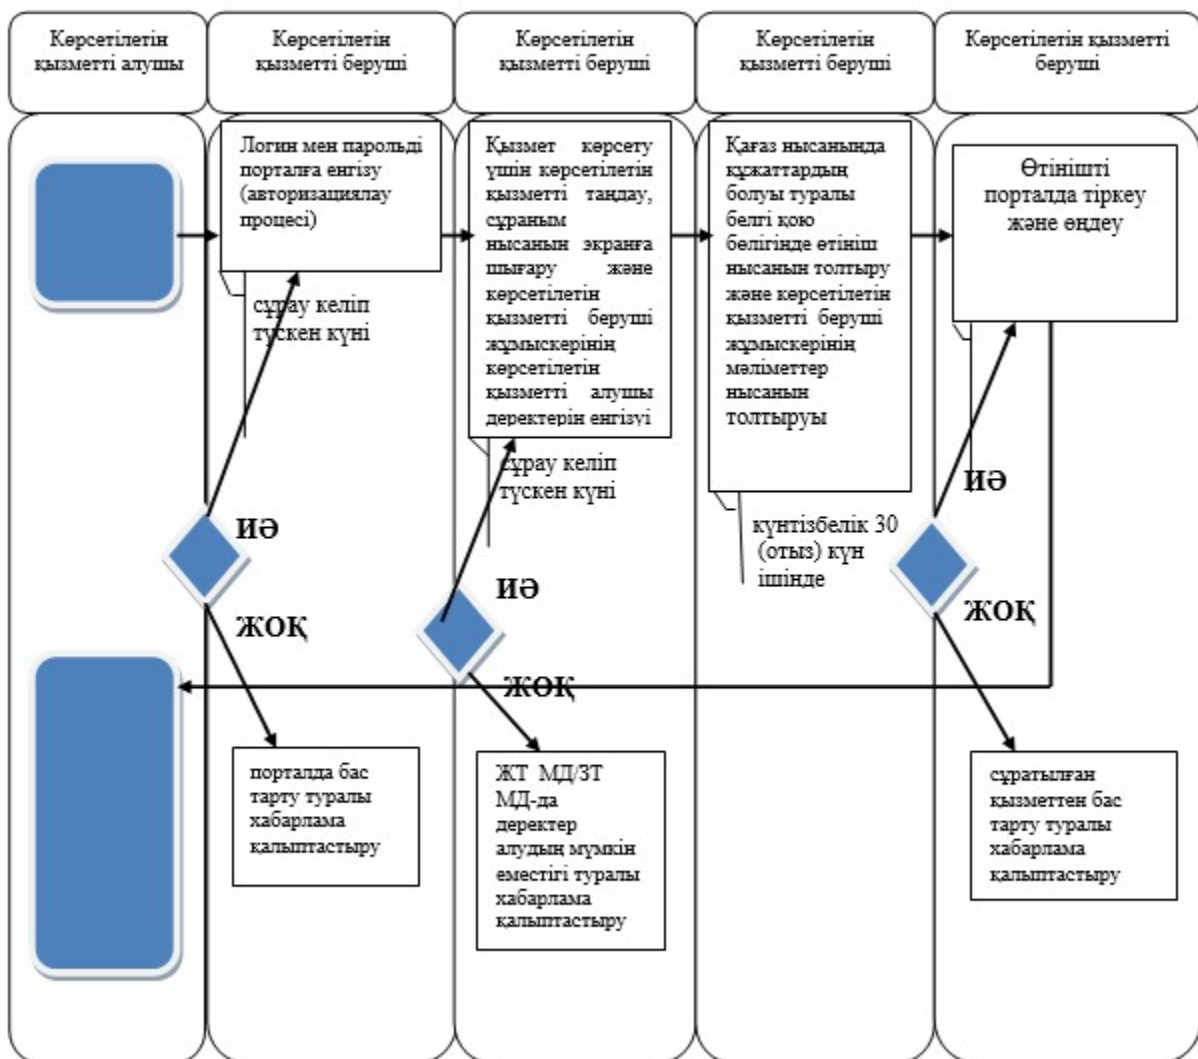 Көрсетілетін
қызметті алушы
Көрсетілетін
қызметті беруші
Көрсетілетін
қызметті беруші
Көрсетілетін
қызметті беруші
Көрсетілетін қызметті
беруші
Логин мен парольді
порталға енгізу
(авторизациялау
процесі)
сұрау келіп
түскен күні
Қызмет көрсету
үшін көрсетілетін
қызметті таңдау,
сұраным
нысанын экранға
шығару және
көрсетілетін
қызметті беруші
жұмыскерінің
көрсетілетін
қызметті алушы
деректерін енгізуі
сұрау келіп
түскен күні
Қағаз нысанында
құжаттардың
болуы туралы
белгі қою
бөлігінде өтініш
нысанын толтыру
және көрсетілетін
қызметті беруші
жұмыскерінің
мәліметтер
нысанын
толтыруы
күнтізбелік 30
(отыз) күн
ішінде
Өтінішті
порталда тіркеу
және өңдеу
ИӘ
ЖОҚ
ИӘ
ЖОҚ
ИӘ
ЖОҚ
порталда бас
тарту туралы
хабарлама
қалыптастыру
ЖТ МД/ЗТ
МД-да
деректер
алудың мүмкін
еместігі туралы
хабарлама
қалыптастыру
сұратылған
қызметтен бас
тарту туралы
хабарлама
қалыптастыру